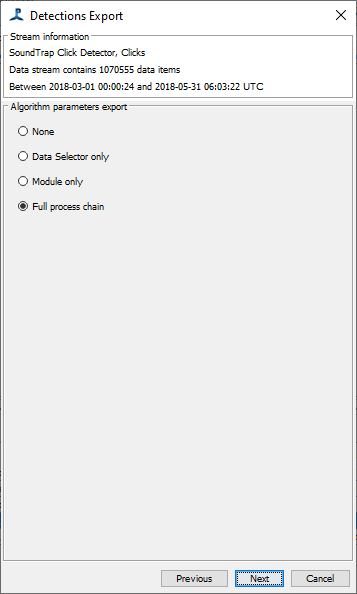 Detections Export
Stream information
SoundTrap Click Detector, Clicks
Data stream contains 1070555 data items
Between 2018-03-01 00:00:24 and 2018-05-31 06:03:22 UTC
Algorithm parameters export
None
Data Selector only
Module only
Full process chain
Previous Next Cancel